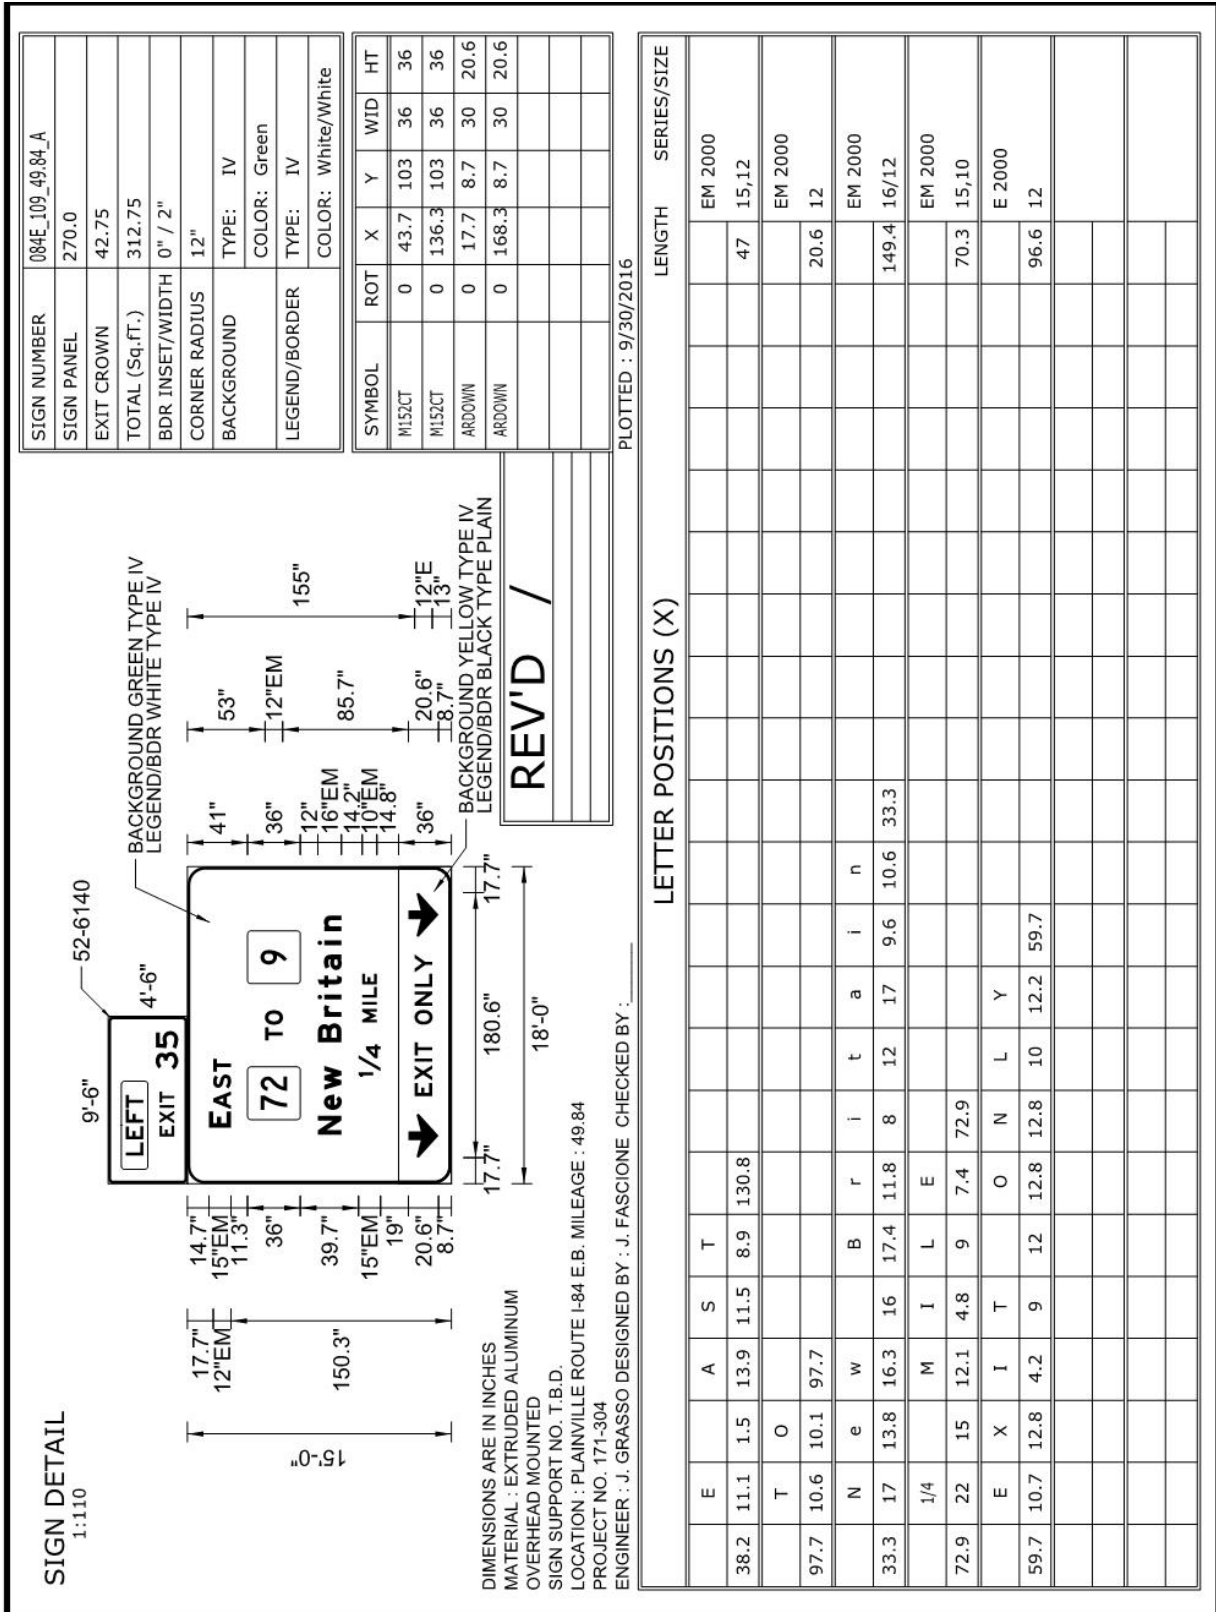 SIGN DETAIL
1:110
9'-6"
4'-6"
52-6140
LEFT
EXIT 35
EAST
72 TO 9
New Britain
1/4 MILE
EXIT ONLY
BACKGROUND GREEN TYPE IV
LEGEND/BDR WHITE TYPE IV
15'-0"
17.7"
12"EM
150.3"
14.7"
15"EM
11.3"
36"
39.7"
15"EM
19"
20.6"
8.7"
41"
36"
12"
16"EM
14.2"
10"EM
14.8"
36"
53"
12"EM
85.7"
20.6"
8.7"
155"
12"E
13"
17.7" 180.6" 17.7"
18'-0"
BACKGROUND YELLOW TYPE IV
LEGEND/BDR BLACK TYPE PLAIN
REV'D /
DIMENSIONS ARE IN INCHES
MATERIAL : EXTRUDED ALUMINUM
OVERHEAD MOUNTED
SIGN SUPPORT NO. T.B.D.
LOCATION : PLAINVILLE ROUTE I-84 E.B. MILEAGE : 49.84
PROJECT NO. 171-304
ENGINEER : J. GRASSO DESIGNED BY : J. FASCIONE CHECKED BY :
SIGN NUMBER 084E_109_49.84_A
SIGN PANEL 270.0
EXIT CROWN 42.75
TOTAL (Sq.fT.) 312.75
BDR INSET/WIDTH 0" / 2"
CORNER RADIUS 12"
BACKGROUND TYPE: IV
COLOR: Green
LEGEND/BORDER TYPE: IV
COLOR: White/White
SYMBOL ROT X Y WID HT
M152CT 0 43.7 103 36 36
M152CT 0 136.3 103 36 36
ARDOWN 0 17.7 8.7 30 20.6
ARDOWN 0 168.3 8.7 30 20.6
PLOTTED : 9/30/2016
LETTER POSITIONS (X) LENGTH SERIES/SIZE
E A S T EM 2000
38.2 11.1 1.5 13.9 11.5 8.9 130.8 47 15,12
T O EM 2000
97.7 10.6 10.1 97.7 20.6 12
N e w B r i t a i n EM 2000
33.3 17 13.8 16.3 16 17.4 11.8 8 12 17 9.6 10.6 33.3 149.4 16/12
1/4 M I L E EM 2000
72.9 22 15 12.1 4.8 9 7.4 72.9 70.3 15,10
E X I T O N L Y E 2000
59.7 10.7 12.8 4.2 9 12 12.8 12.8 10 12.2 59.7 96.6 12